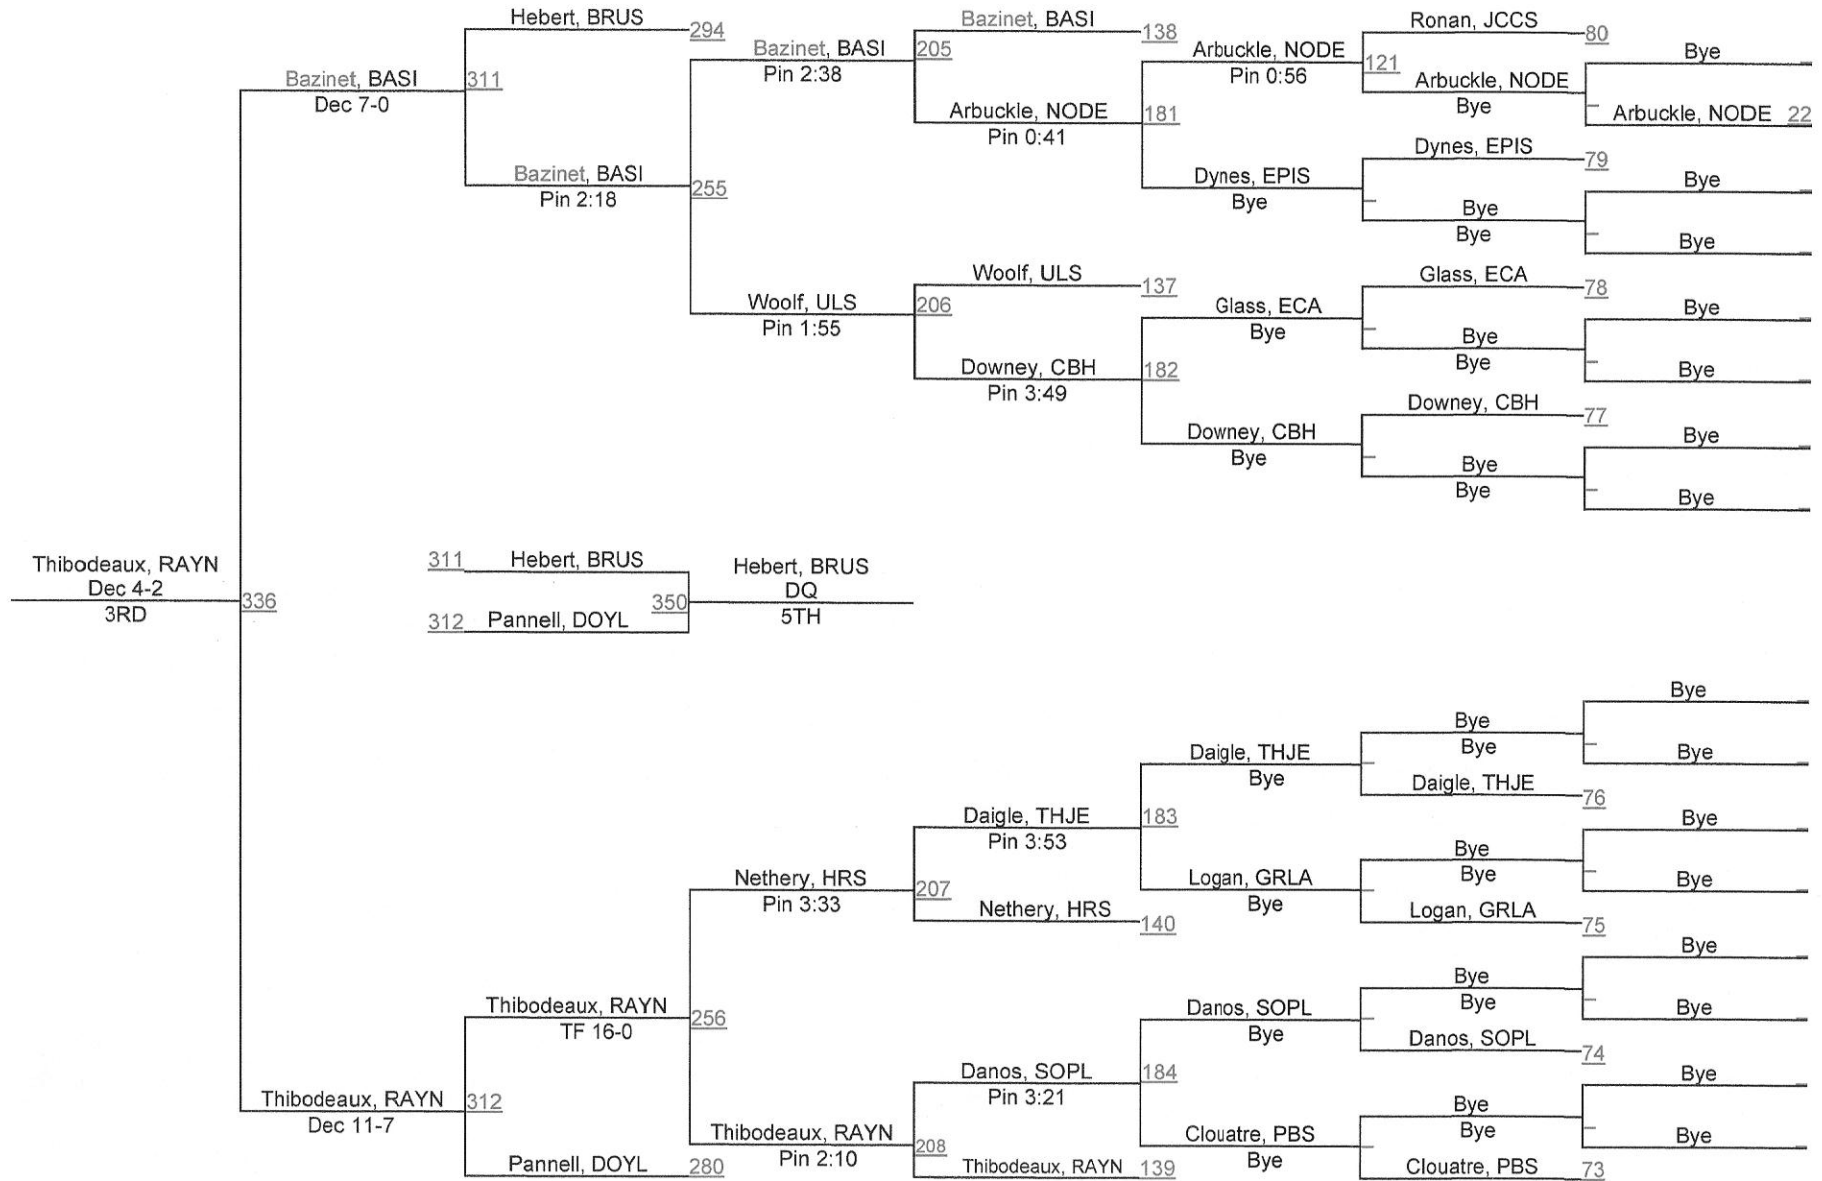 Hebert, BRUS 294
Bazinet, BASI 138
Ronan, JCCS 80
Bazinet, BASI 205
Pin 2:38
Arbuckle, NODE 121
Pin 0:56
Bye
Bazinet, BASI 311
Dec 7-0
Arbuckle, NODE
Bye
Arbuckle, NODE 181
Pin 0:41
Arbuckle, NODE 22
Dynes, EPIS 79
Bazinet, BASI 255
Pin 2:18
Dynes, EPIS
Bye
Bye
Bye
Bye
Bye
Woolf, ULS 137
Glass, ECA 78
Woolf, ULS 206
Pin 1:55
Glass, ECA
Bye
Bye
Bye
Bye
Downey, CBH 182
Pin 3:49
Bye
Downey, CBH 77
Downey, CBH
Bye
Bye
Bye
Bye
Bye
Thibodeaux, RAYN
Dec 4-2
3RD
336
311 Hebert, BRUS
312 Pannell, DOYL
350
Hebert, BRUS
DQ
5TH
Bye
Bye
Bye
Daigle, THJE
Bye
Bye
Daigle, THJE 76
Daigle, THJE 183
Pin 3:53
Bye
Bye
Bye
Nethery, HRS 207
Pin 3:33
Logan, GRLA
Bye
Bye
Nethery, HRS 140
Logan, GRLA 75
Bye
Bye
Bye
Thibodeaux, RAYN 256
TF 16-0
Danos, SOPL
Bye
Bye
Danos, SOPL 74
Danos, SOPL 184
Pin 3:21
Bye
Thibodeaux, RAYN 312
Dec 11-7
Bye
Bye
Thibodeaux, RAYN 208
Pin 2:10
Clouatre, PBS
Bye
Bye
Pannell, DOYL 280
Thibodeaux, RAYN 139
Clouatre, PBS 73